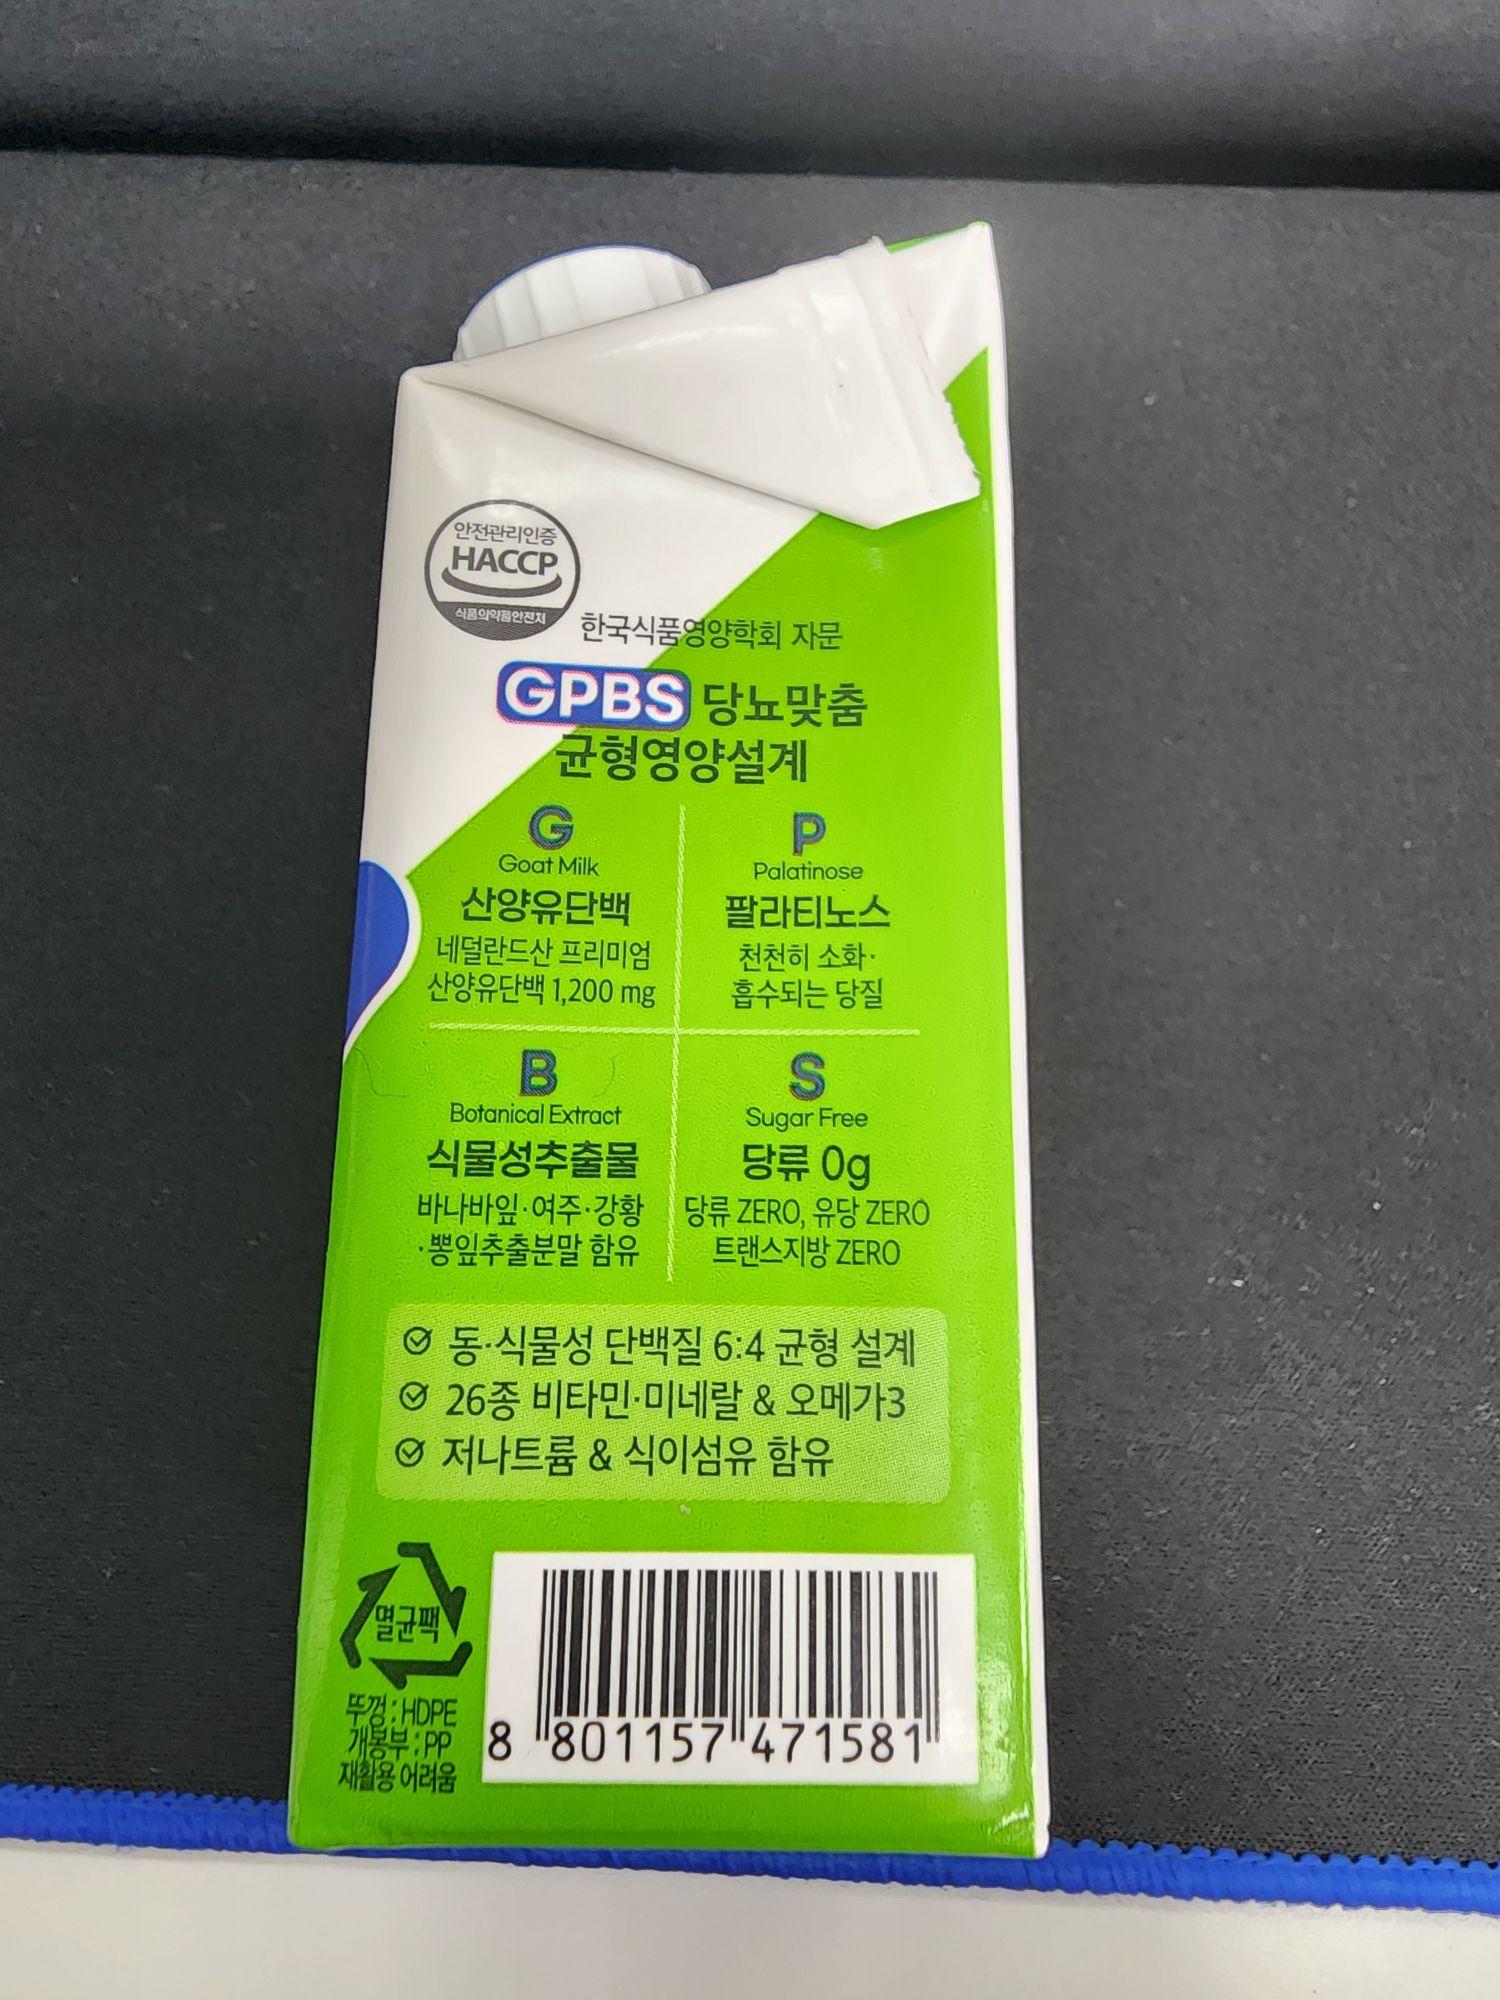 안전관리인증
HACCP
식품의약품안전처
한국식품영양학회 자문
GPBS 당뇨맞춤
균형영양설계
G
Goat Milk
산양유단백
네덜란드산 프리미엄
산양유단백 1,200 mg
P
Palatinose
팔라티노스
천천히 소화·
흡수되는 당질
B
Botanical Extract
식물성추출물
바나바잎·여주·강황
·뽕잎추출분말 함유
S
Sugar Free
당류 0g
당류 ZERO, 유당 ZERO
트랜스지방 ZERO
동·식물성 단백질 6:4 균형 설계
26종 비타민·미네랄 & 오메가3
저나트륨 & 식이섬유 함유
멸균팩
뚜껑 : HDPE
개봉부 : PP
재활용 어려움
8 801157 471581